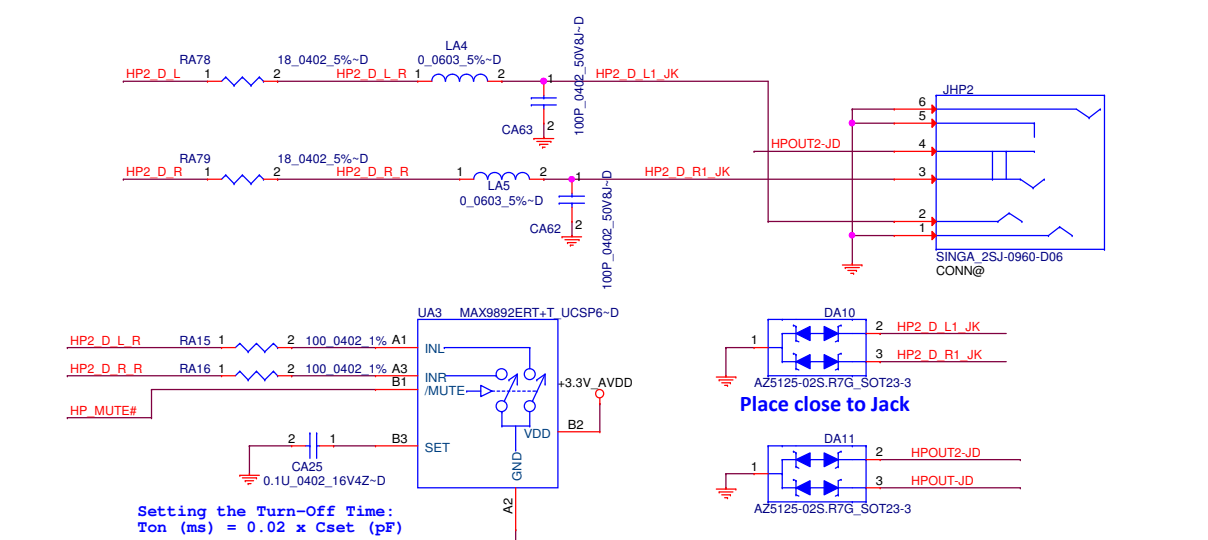 RA78
18_0402_5%~D
LA4
0_0603_5%~D
100P_0402_50V8J~D
HP2_D_L 1 2 HP2_D_L_R 1 2 1 HP2_D_L1_JK
CA63 2
RA79
18_0402_5%~D
HP2_D_R 1 2 HP2_D_R_R 1 2 1 HP2_D_R1_JK
LA5
0_0603_5%~D
CA62 2
100P_0402_50V8J~D
JHP2
6
5
HPOUT2-JD 4
3
2
1
SINGA_2SJ-0960-D06
CONN@
UA3 MAX9892ERT+T_UCSP6~D
HP2_D_L_R RA15 1 2 100_0402_1% A1 INL
HP2_D_R_R RA16 1 2 100_0402_1% A3 INR
B1 /MUTE
HP_MUTE#
+3.3V_AVDD
VDD B2
2 1 B3 SET
CA25
0.1U_0402_16V4Z~D
GND
A2
Setting the Turn-Off Time:
Ton (ms) = 0.02 x Cset (pF)
DA10
1 2 HP2_D_L1_JK
3 HP2_D_R1_JK
AZ5125-02S.R7G_SOT23-3
Place close to Jack
DA11
1 2 HPOUT2-JD
3 HPOUT-JD
AZ5125-02S.R7G_SOT23-3